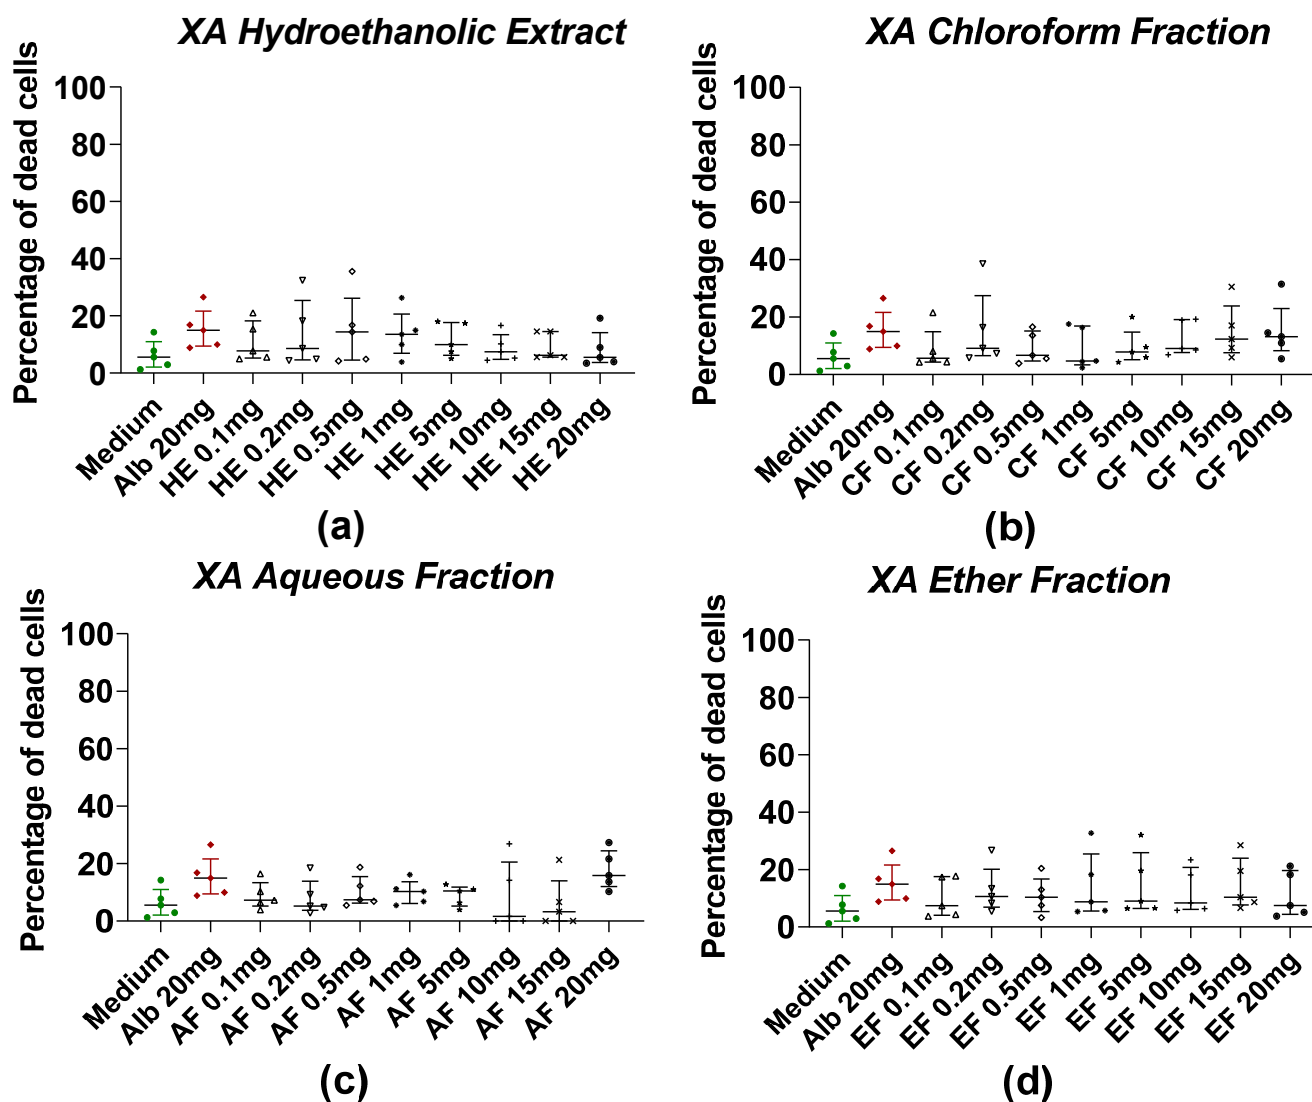 XA Hydroethanolic Extract
Percentage of dead cells
100
80
60
40
20
0
Medium
Alb 20mg
HE 0.1mg
HE 0.2mg
HE 0.5mg
HE 1mg
HE 5mg
HE 10mg
HE 15mg
HE 20mg
(a)
XA Chloroform Fraction
Percentage of dead cells
100
80
60
40
20
0
Medium
Alb 20mg
CF 0.1mg
CF 0.2mg
CF 0.5mg
CF 1mg
CF 5mg
CF 10mg
CF 15mg
CF 20mg
(b)
XA Aqueous Fraction
Percentage of dead cells
100
80
60
40
20
0
Medium
Alb 20mg
AF 0.1mg
AF 0.2mg
AF 0.5mg
AF 1mg
AF 5mg
AF 10mg
AF 15mg
AF 20mg
(c)
XA Ether Fraction
Percentage of dead cells
100
80
60
40
20
0
Medium
Alb 20mg
EF 0.1mg
EF 0.2mg
EF 0.5mg
EF 1mg
EF 5mg
EF 10mg
EF 15mg
EF 20mg
(d)